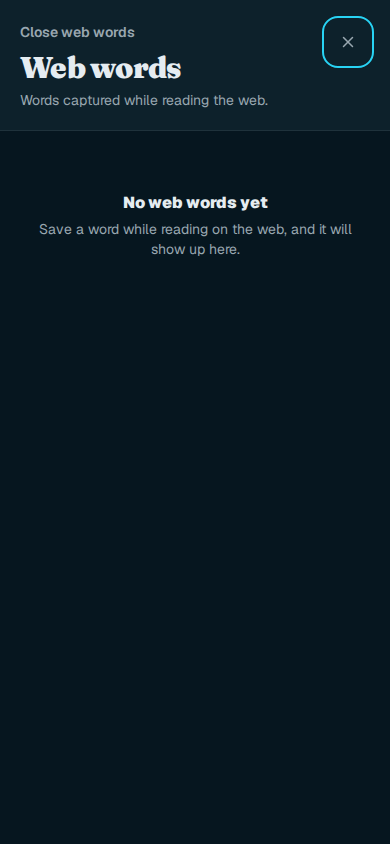 Close web words
Web words
Words captured while reading the web.
No web words yet
Save a word while reading on the web, and it will
show up here.